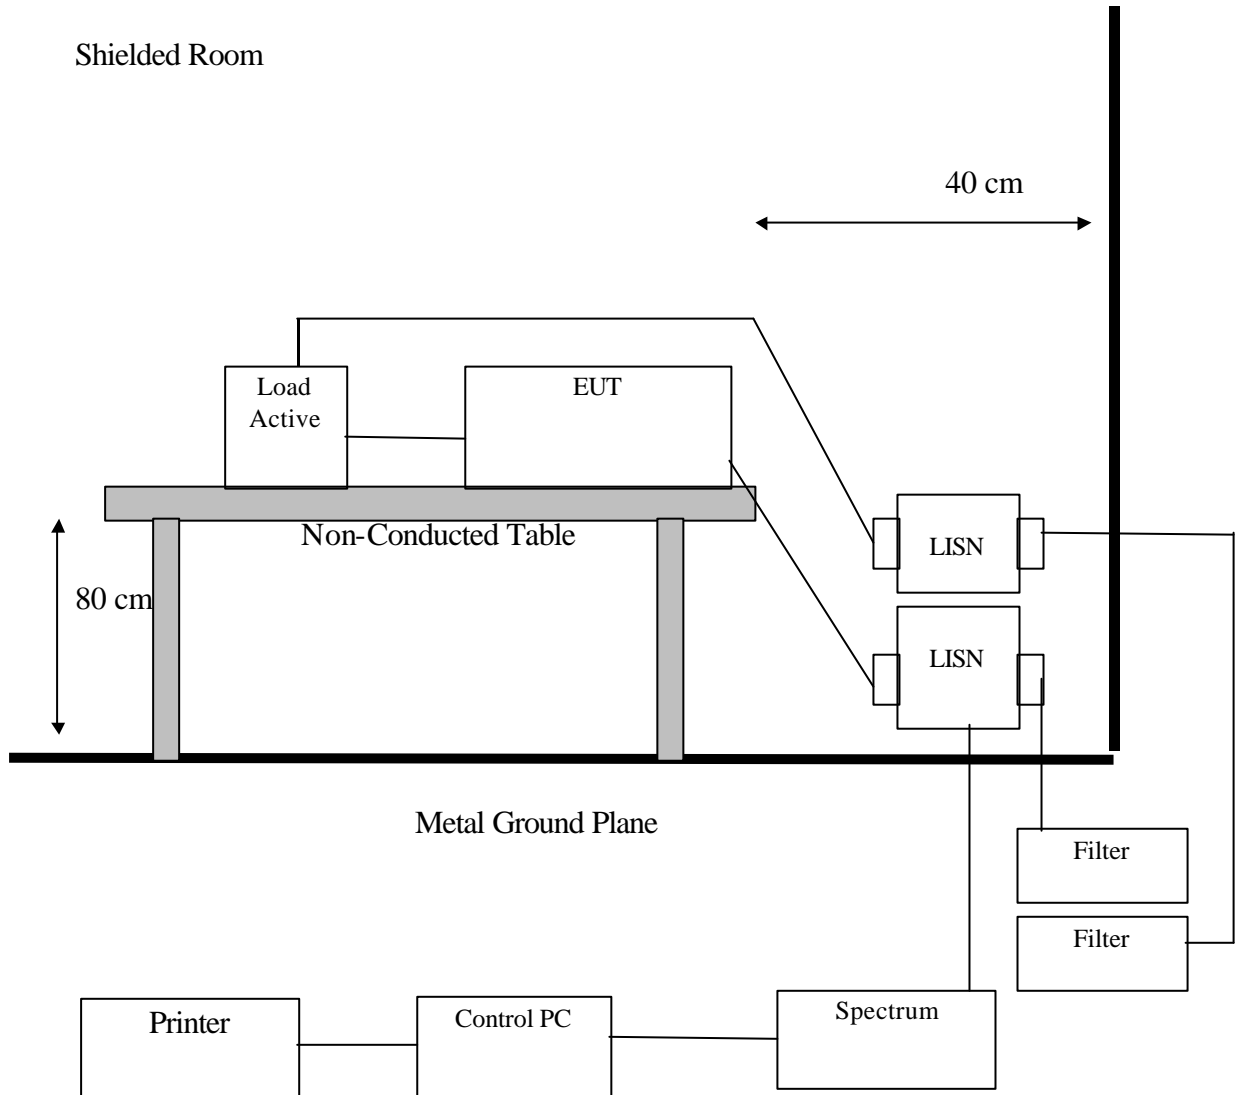 Shielded Room
40 cm
Load
Active
EUT
Non-Conducted Table
LISN
80 cm
LISN
Metal Ground Plane
Filter
Filter
Printer
Control PC
Spectrum